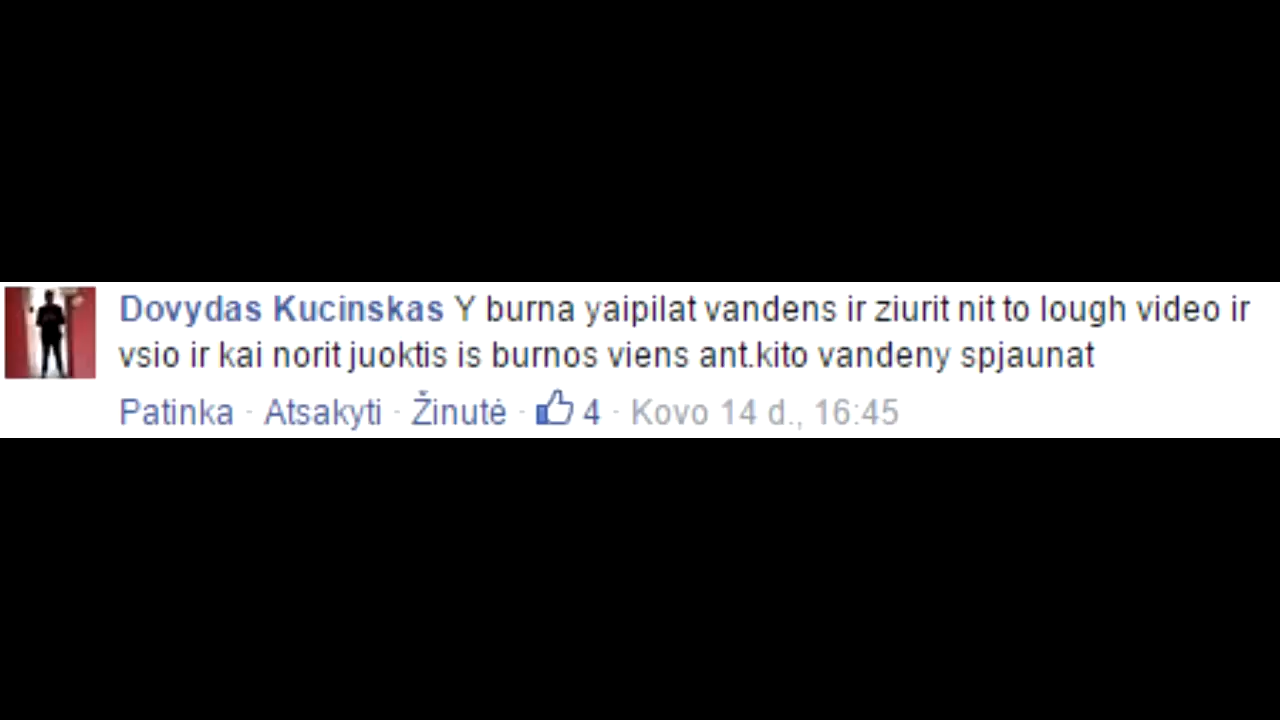 Dovydas Kucinskas Y burna yaipilat vandens ir ziurit nit to lough video ir
vsio ir kai norit juoktis is burnos viens ant.kito vandeny spjaunat
Patinka · Atsakyti · Žinutė · 4 · Kovo 14 d., 16:45